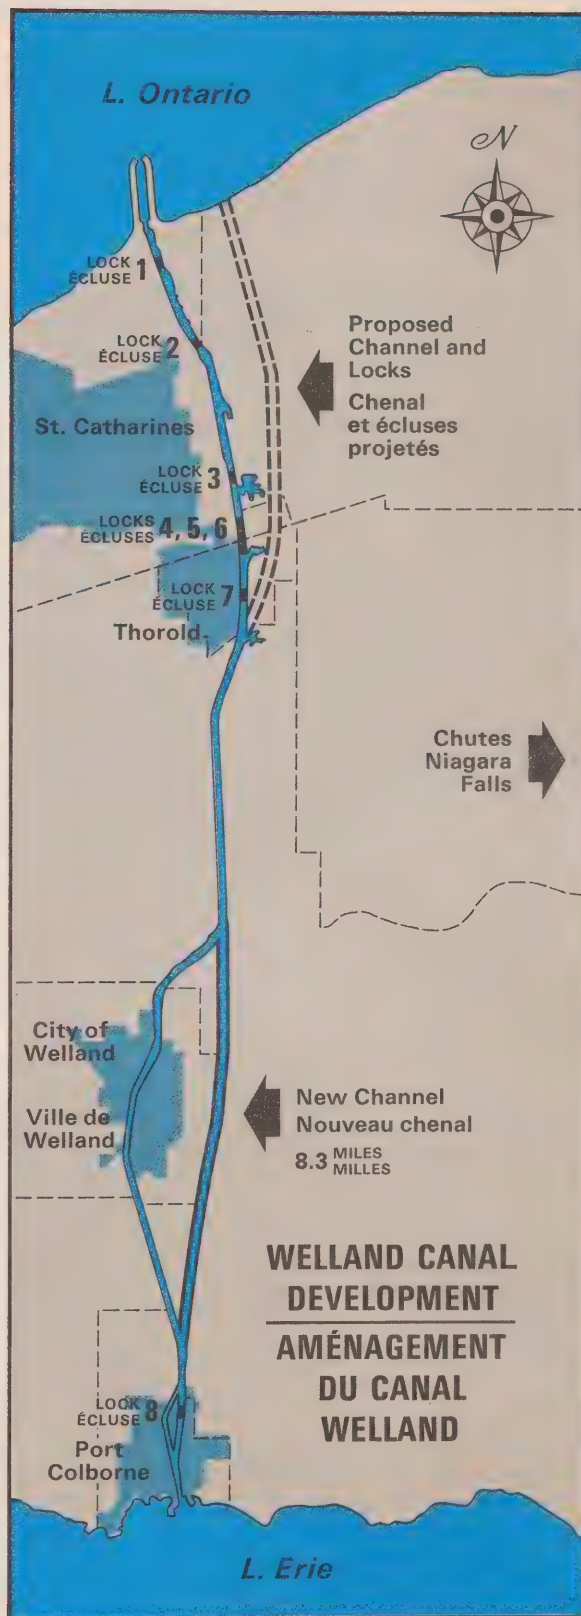 L. Ontario
N
LOCK
ÉCLUSE 1
LOCK
ÉCLUSE 2
Proposed
Channel and
Locks
Chenal
et écluses
projetés
St. Catharines
LOCK
ÉCLUSE 3
LOCKS
ÉCLUSES 4, 5, 6
LOCK
ÉCLUSE 7
Thorold
Chutes
Niagara
Falls
City of
Welland
Ville de
Welland
New Channel
Nouveau chenal
8.3 MILES
MILLES
WELLAND CANAL
DEVELOPMENT
AMÉNAGEMENT
DU CANAL
WELLAND
LOCK
ÉCLUSE 8
Port
Colborne
L. Erie